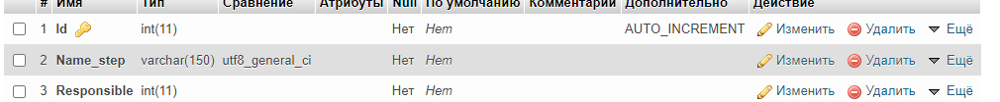 # Имя Тип Сравнение Атрибуты Null По умолчанию Комментарии Дополнительно Действие
1 Id int(11) Нет Нет AUTO_INCREMENT Изменить Удалить Ещё
2 Name_step varchar(150) utf8_general_ci Нет Нет Изменить Удалить Ещё
3 Responsible int(11) Нет Нет Изменить Удалить Ещё